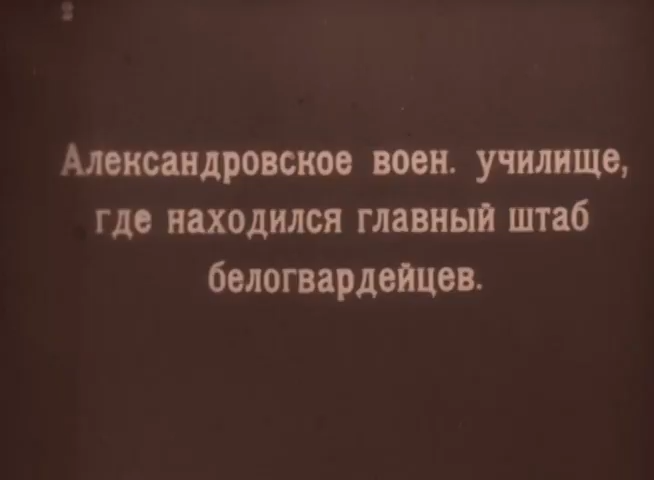 Александровское воен. училище,
где находился главный штаб
белогвардейцев.